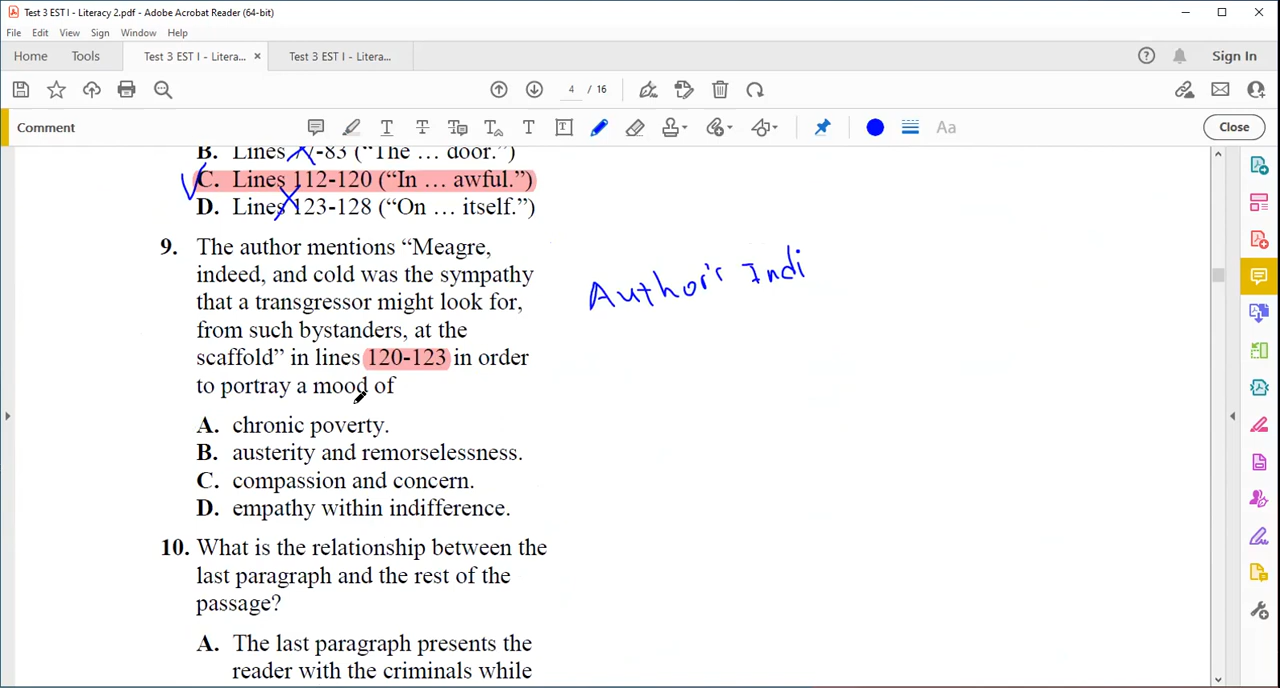 Test 3 EST I - Literacy 2.pdf - Adobe Acrobat Reader (64-bit)
File Edit View Sign Window Help
Home Tools Test 3 EST I - Litera... × Test 3 EST I - Litera... Sign In
4 / 16
Comment Aa Close
B. Lines 77-83 (“The … door.”)
C. Lines 112-120 (“In … awful.”)
D. Lines 123-128 (“On … itself.”)
9. The author mentions “Meagre,
indeed, and cold was the sympathy
that a transgressor might look for,
from such bystanders, at the
scaffold” in lines 120-123 in order
to portray a mood of
Author's Indi
A. chronic poverty.
B. austerity and remorselessness.
C. compassion and concern.
D. empathy within indifference.
10. What is the relationship between the
last paragraph and the rest of the
passage?
A. The last paragraph presents the
reader with the criminals while